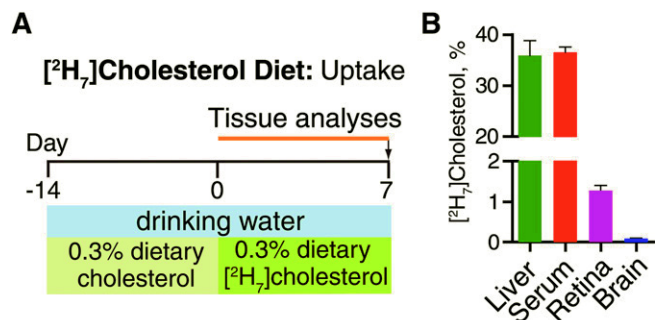 A
[²H₇]Cholesterol Diet: Uptake
Tissue analyses
Day
-14 0 7
drinking water
0.3% dietary cholesterol
0.3% dietary [²H₇]cholesterol
B
[²H₇]Cholesterol, %
40
30
20
2
1
0
Liver
Serum
Retina
Brain